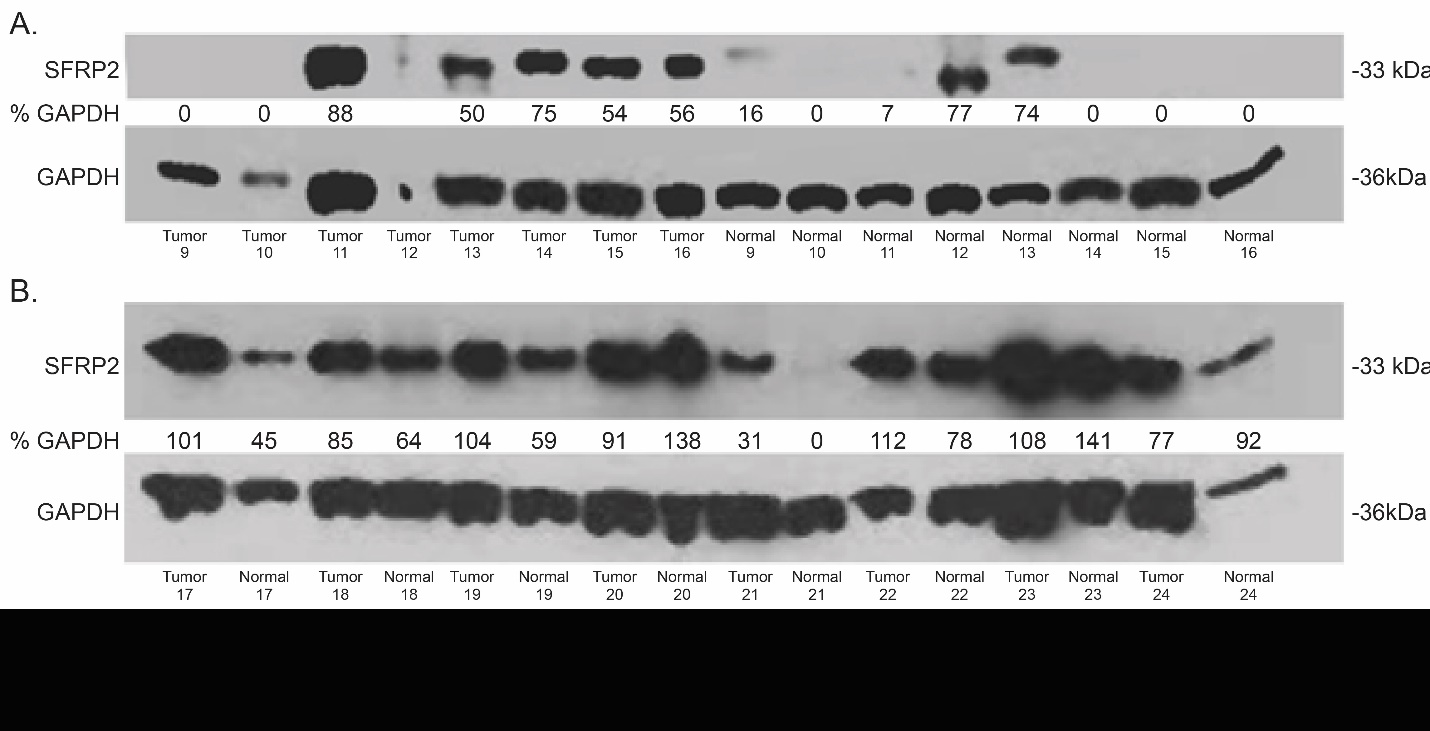 A.
SFRP2 -33 kDa
% GAPDH 0 0 88 50 75 54 56 16 0 7 77 74 0 0 0
GAPDH -36kDa
Tumor Tumor Tumor Tumor Tumor Tumor Tumor Tumor Normal Normal Normal Normal Normal Normal Normal Normal
9 10 11 12 13 14 15 16 9 10 11 12 13 14 15 16
B.
SFRP2 -33 kDa
% GAPDH 101 45 85 64 104 59 91 138 31 0 112 78 108 141 77 92
GAPDH -36kDa
Tumor Normal Tumor Normal Tumor Normal Tumor Normal Tumor Normal Tumor Normal Tumor Normal Tumor Normal
17 17 18 18 19 19 20 20 21 21 22 22 23 23 24 24